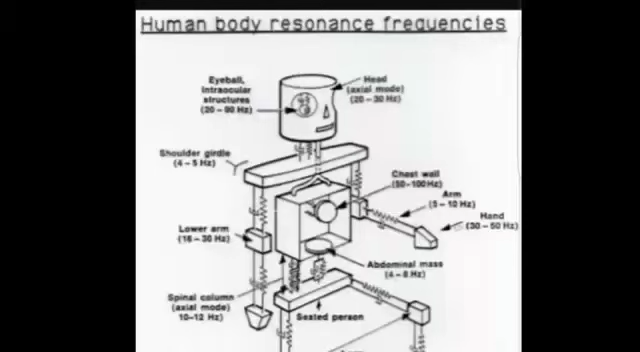 Human body resonance frequencies
Eyeball,
intraocular
structures
(20–90 Hz)
Head
(axial mode)
(20–30 Hz)
Shoulder girdle
(4–5 Hz)
Chest wall
(50–100 Hz)
Arm
(5–10 Hz)
Hand
(30–50 Hz)
Lower arm
(16–30 Hz)
Abdominal mass
(4–8 Hz)
Spinal column
(axial mode)
10–12 Hz)
Seated person